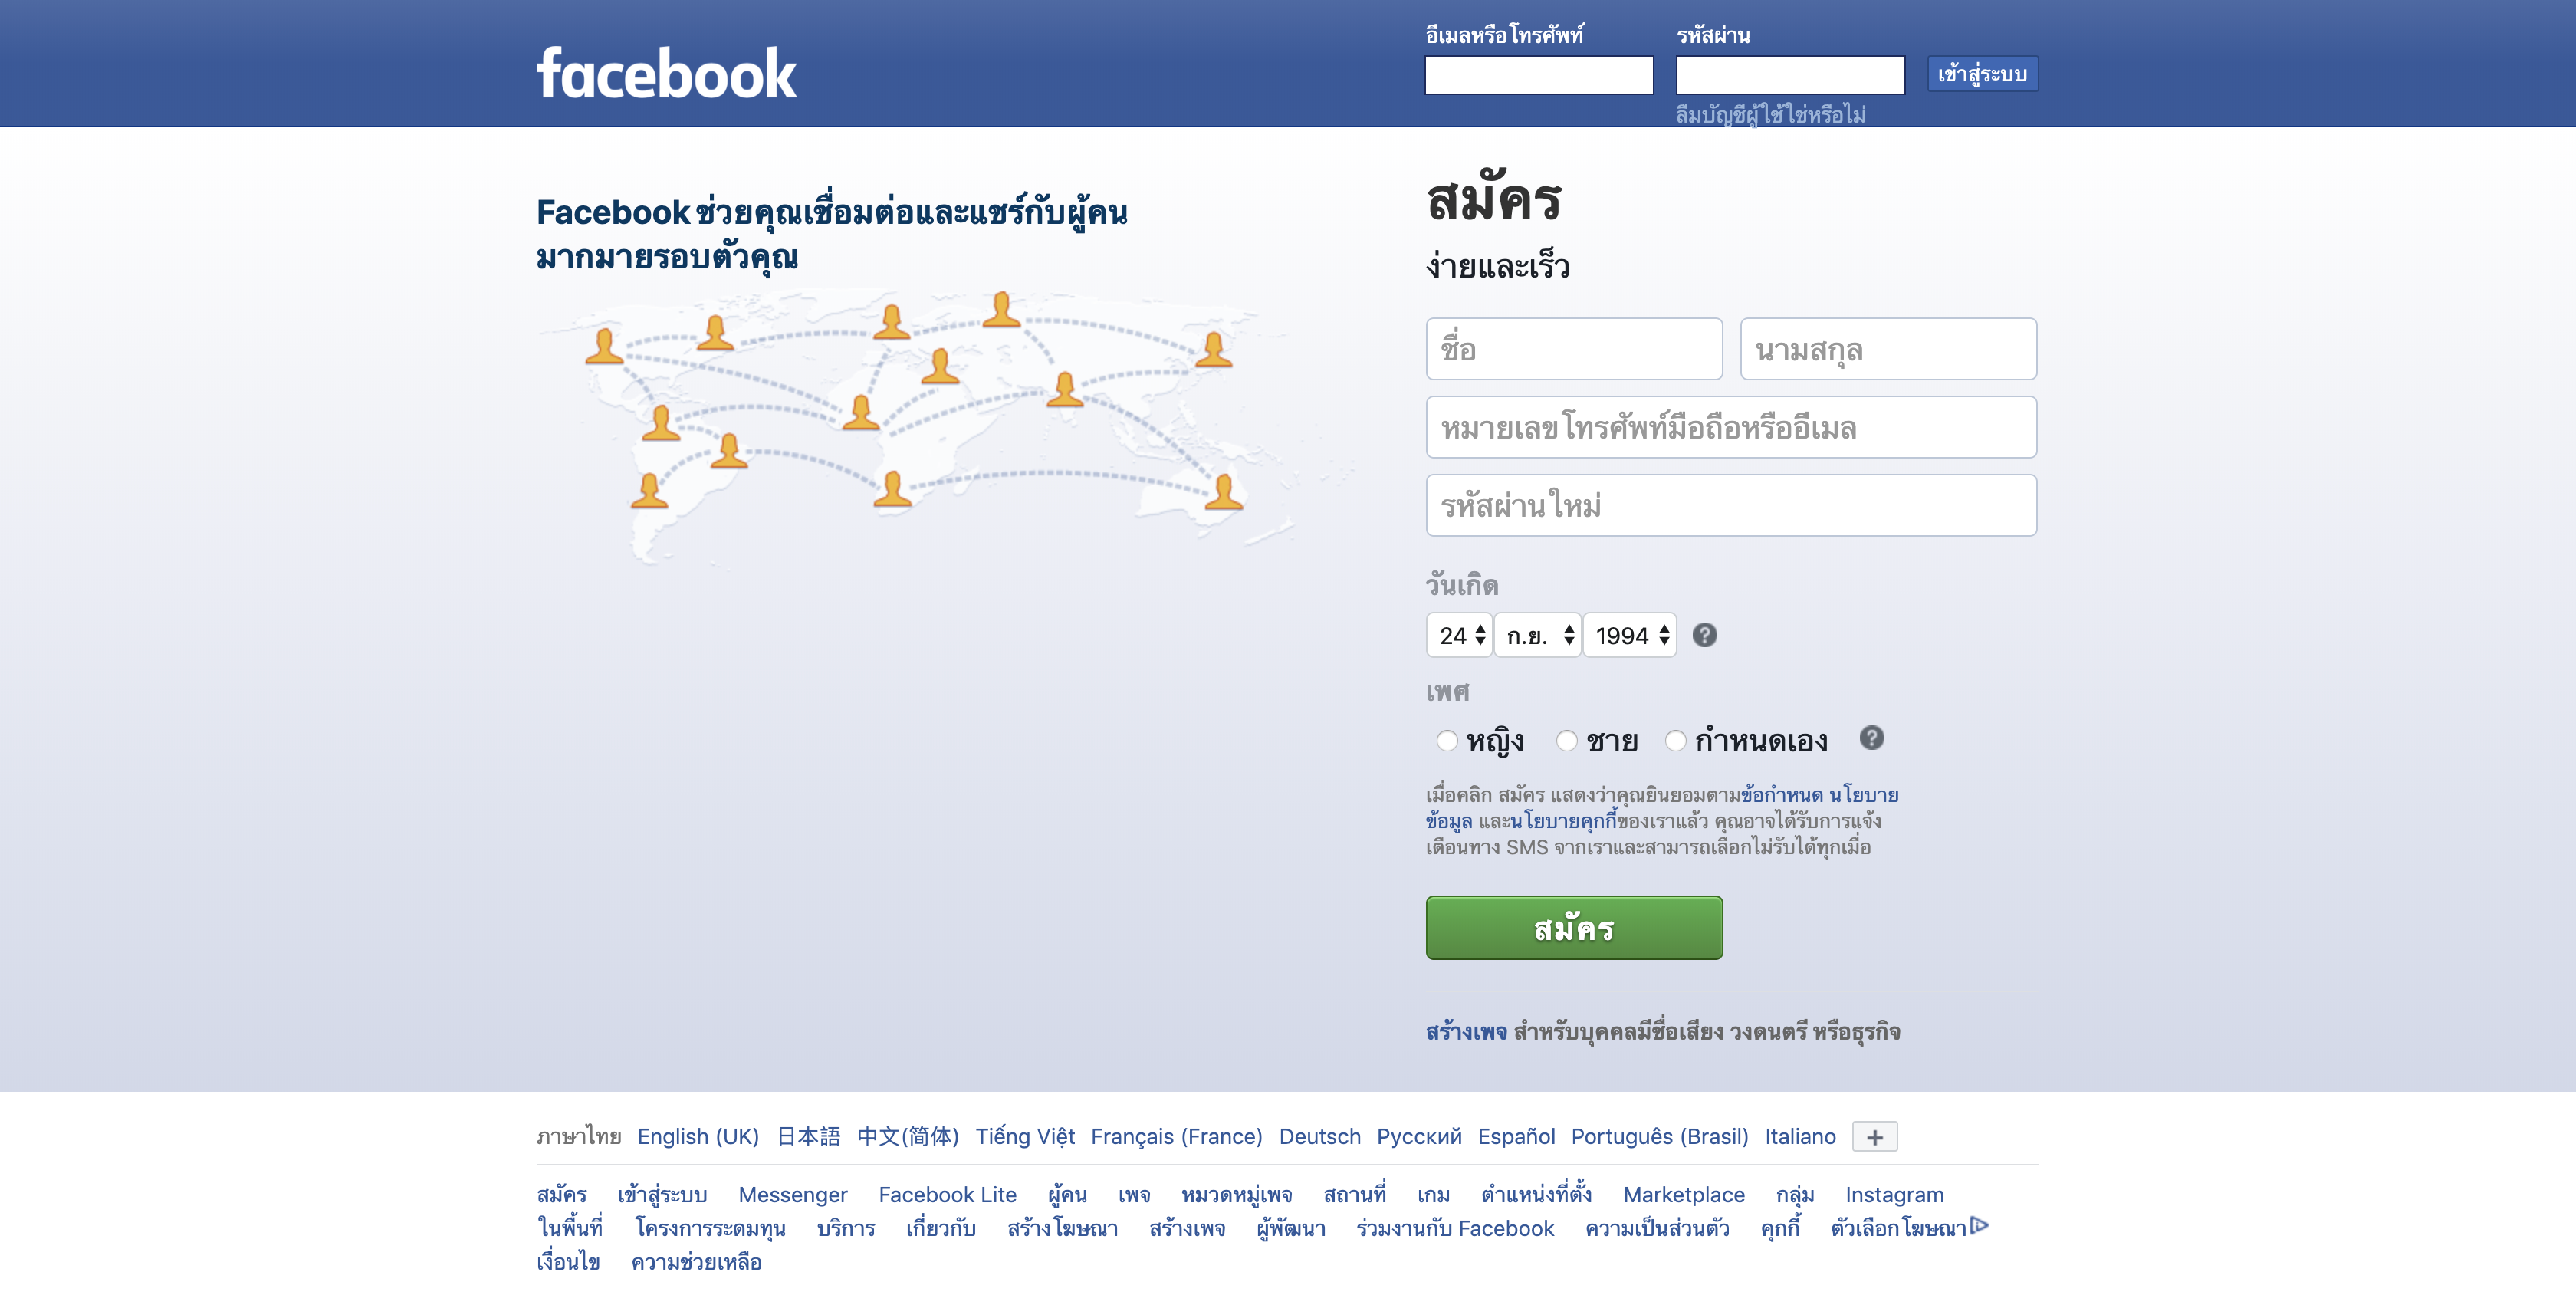 facebook
อีเมลหรือโทรศัพท์
รหัสผ่าน
เข้าสู่ระบบ
ลืมบัญชีผู้ใช้ใช่หรือไม่
Facebook ช่วยคุณเชื่อมต่อและแชร์กับผู้คน
มากมายรอบตัวคุณ
สมัคร
ง่ายและเร็ว
ชื่อ นามสกุล
หมายเลขโทรศัพท์มือถือหรืออีเมล
รหัสผ่านใหม่
วันเกิด
24 ก.ย. 1994 ?
เพศ
หญิง ชาย กำหนดเอง ?
เมื่อคลิก สมัคร แสดงว่าคุณยินยอมตามข้อกำหนด นโยบาย
ข้อมูล และนโยบายคุกกี้ของเราแล้ว คุณอาจได้รับการแจ้ง
เตือนทาง SMS จากเราและสามารถเลือกไม่รับได้ทุกเมื่อ
สมัคร
สร้างเพจ สำหรับบุคคลมีชื่อเสียง วงดนตรี หรือธุรกิจ
ภาษาไทย English (UK) 日本語 中文(简体) Tiếng Việt Français (France) Deutsch Русский Español Português (Brasil) Italiano +
สมัคร เข้าสู่ระบบ Messenger Facebook Lite ผู้คน เพจ หมวดหมู่เพจ สถานที่ เกม ตำแหน่งที่ตั้ง Marketplace กลุ่ม Instagram
ในพื้นที่ โครงการระดมทุน บริการ เกี่ยวกับ สร้างโฆษณา สร้างเพจ ผู้พัฒนา ร่วมงานกับ Facebook ความเป็นส่วนตัว คุกกี้ ตัวเลือกโฆษณา
เงื่อนไข ความช่วยเหลือ